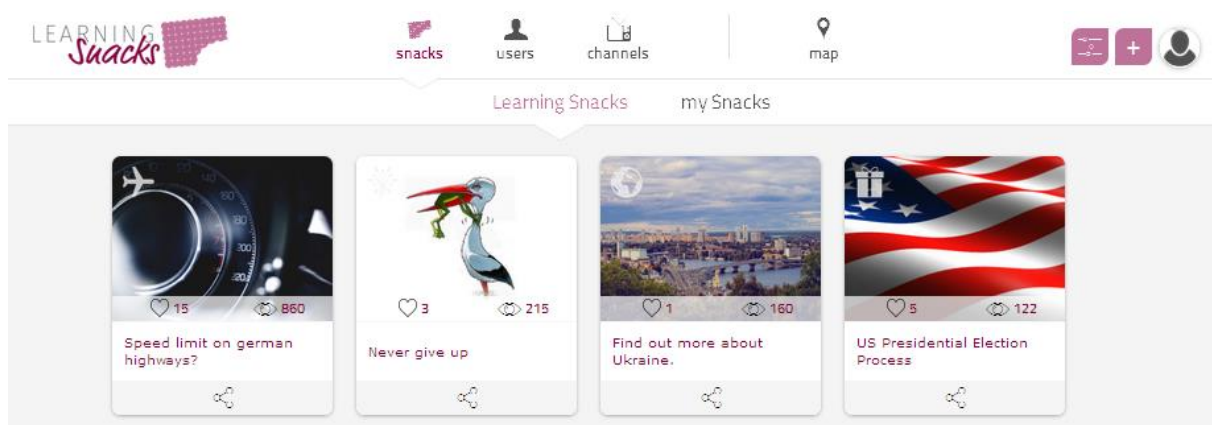 LEARNING
Snacks
snacks users channels map
+
Learning Snacks my Snacks
15 860
Speed limit on german
highways?
3 215
Never give up
1 160
Find out more about
Ukraine.
5 122
US Presidential Election
Process